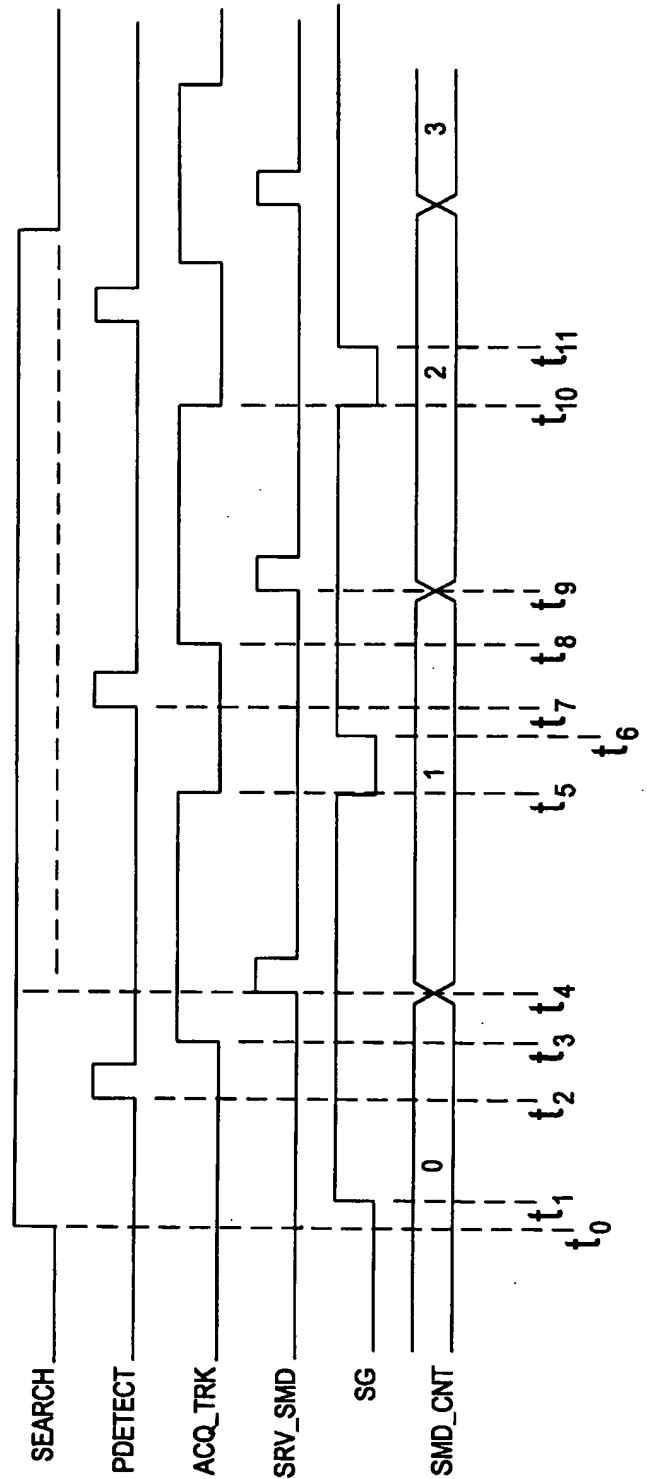 SEARCH
PDETECT
ACQ_TRK
SRV_SMD
SG
SMD_CNT
0
1
2
3
t0
t1
t2
t3
t4
t5
t6
t7
t8
t9
t10
t11